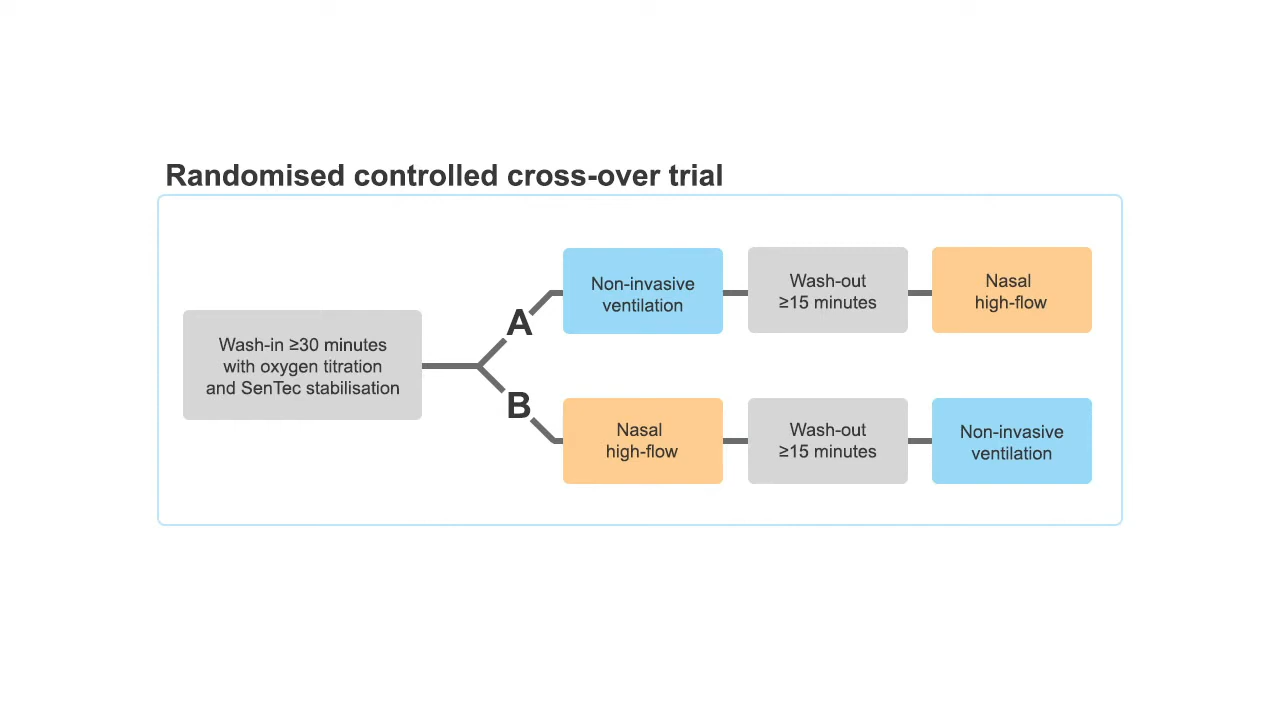 Randomised controlled cross-over trial
Wash-in ≥30 minutes
with oxygen titration
and SenTec stabilisation
A
Non-invasive
ventilation
Wash-out
≥15 minutes
Nasal
high-flow
B
Nasal
high-flow
Wash-out
≥15 minutes
Non-invasive
ventilation